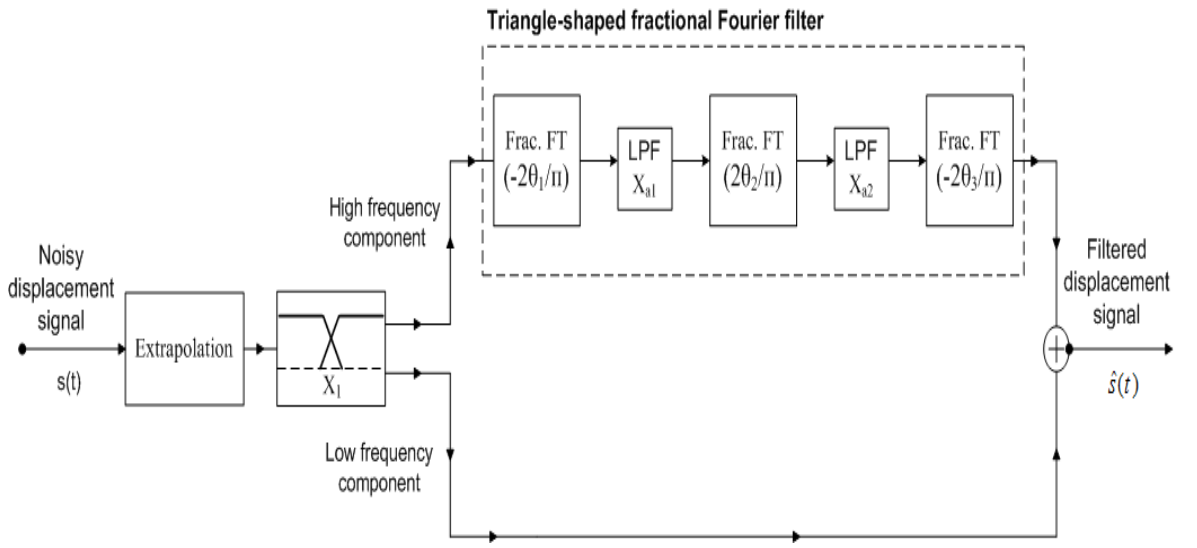 Triangle-shaped fractional Fourier filter
Frac. FT
(-2θ₁/π)
LPF
Xₐ₁
Frac. FT
(2θ₂/π)
LPF
Xₐ₂
Frac. FT
(-2θ₃/π)
High frequency
component
Noisy
displacement
signal
s(t)
Extrapolation
X₁
Low frequency
component
Filtered
displacement
signal
+
ŝ(t)